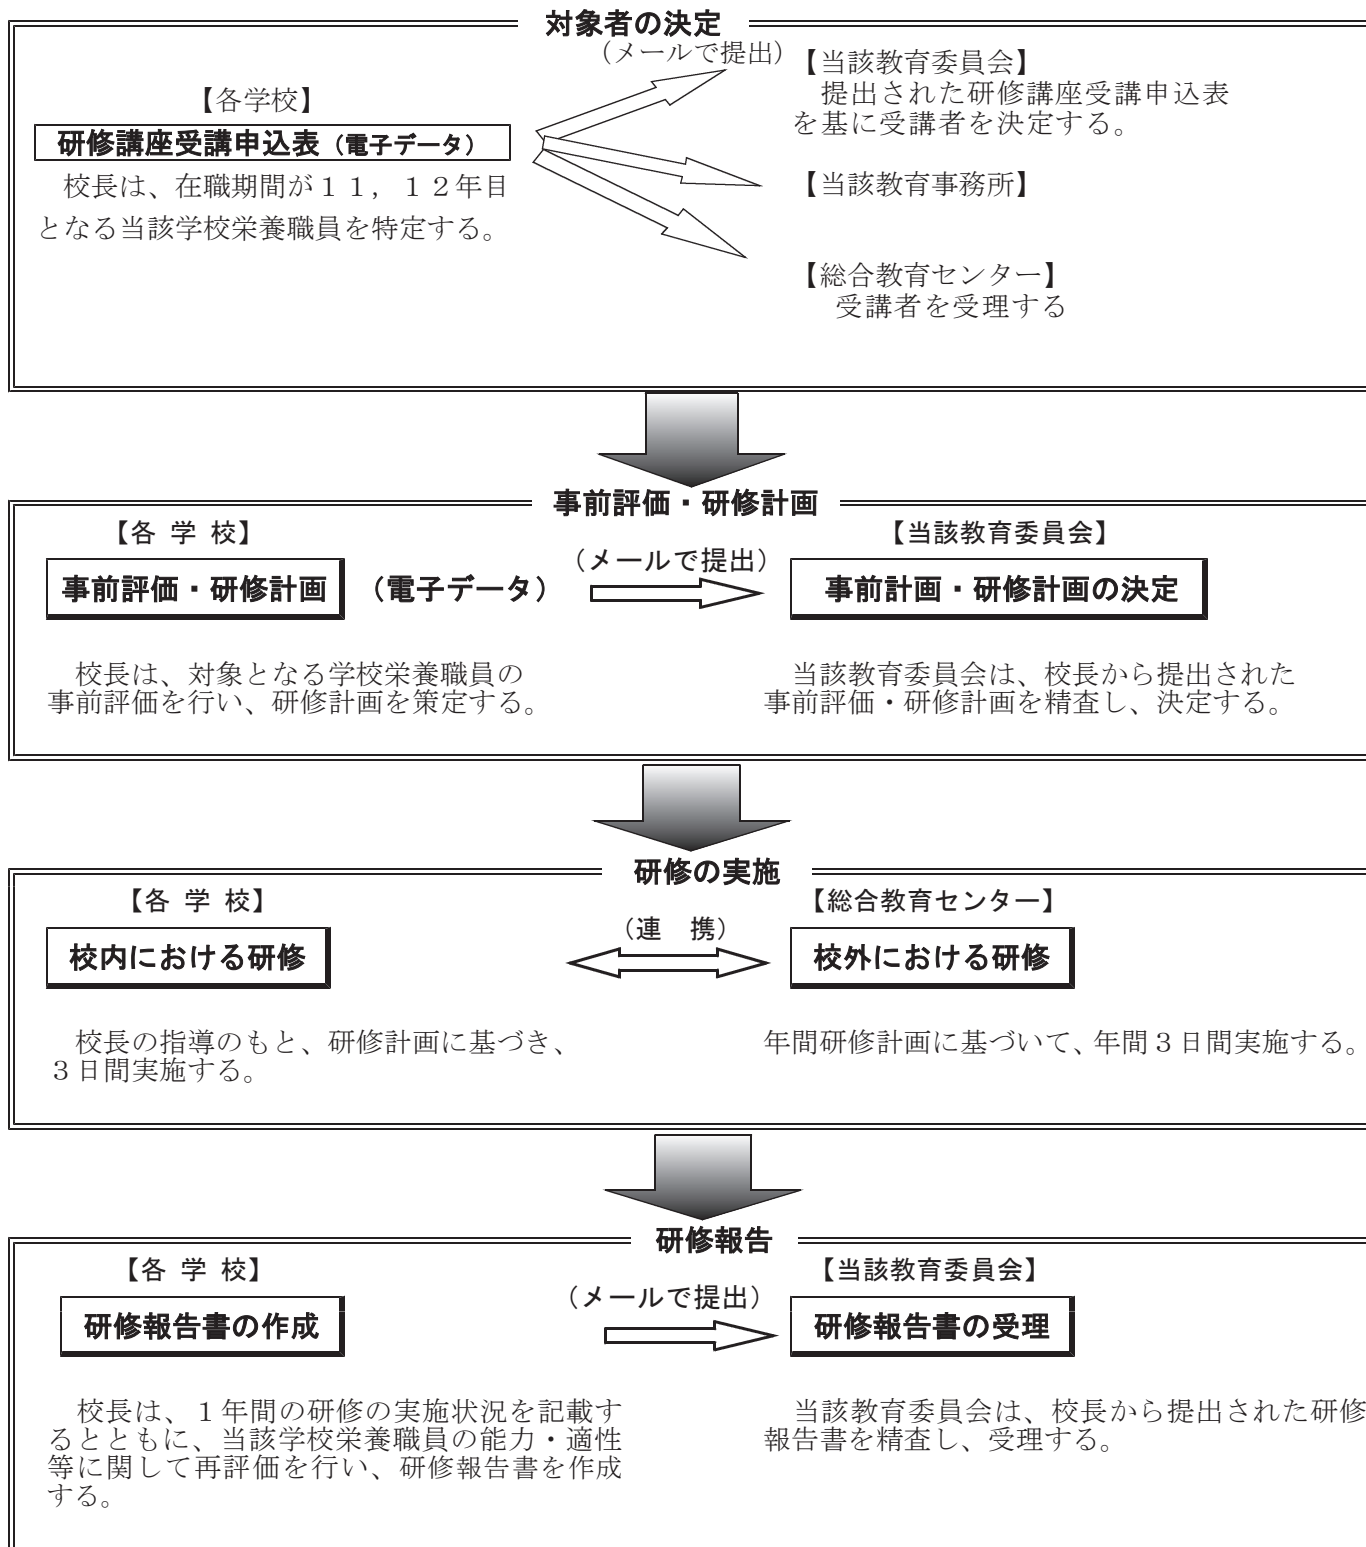 対象者の決定
(メールで提出)
【各学校】
研修講座受講申込表(電子データ)
校長は、在職期間が11,12年目
となる当該学校栄養職員を特定する。
【当該教育委員会】
提出された研修講座受講申込表
を基に受講者を決定する。
【当該教育事務所】
【総合教育センター】
受講者を受理する
事前評価・研修計画
【各 学 校】
事前評価・研修計画 (電子データ)
(メールで提出)
【当該教育委員会】
事前計画・研修計画の決定
校長は、対象となる学校栄養職員の
事前評価を行い、研修計画を策定する。
当該教育委員会は、校長から提出された
事前評価・研修計画を精査し、決定する。
研修の実施
【各 学 校】
校内における研修
(連 携)
【総合教育センター】
校外における研修
校長の指導のもと、研修計画に基づき、
3日間実施する。
年間研修計画に基づいて、年間3日間実施する。
研修報告
【各 学 校】
研修報告書の作成
(メールで提出)
【当該教育委員会】
研修報告書の受理
校長は、1年間の研修の実施状況を記載す
るとともに、当該学校栄養職員の能力・適性
等に関して再評価を行い、研修報告書を作成
する。
当該教育委員会は、校長から提出された研修
報告書を精査し、受理する。